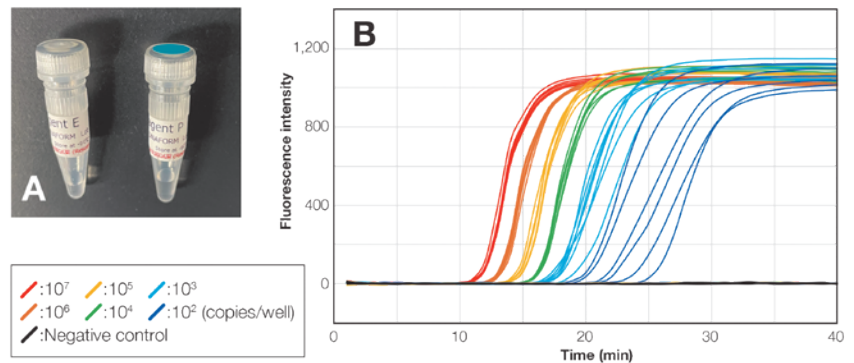 A
gent E
gent P
:10⁷ :10⁵ :10³
:10⁶ :10⁴ :10² (copies/well)
:Negative control
B
Fluorescence intensity
1,200
800
400
0
0 10 20 30 40
Time (min)